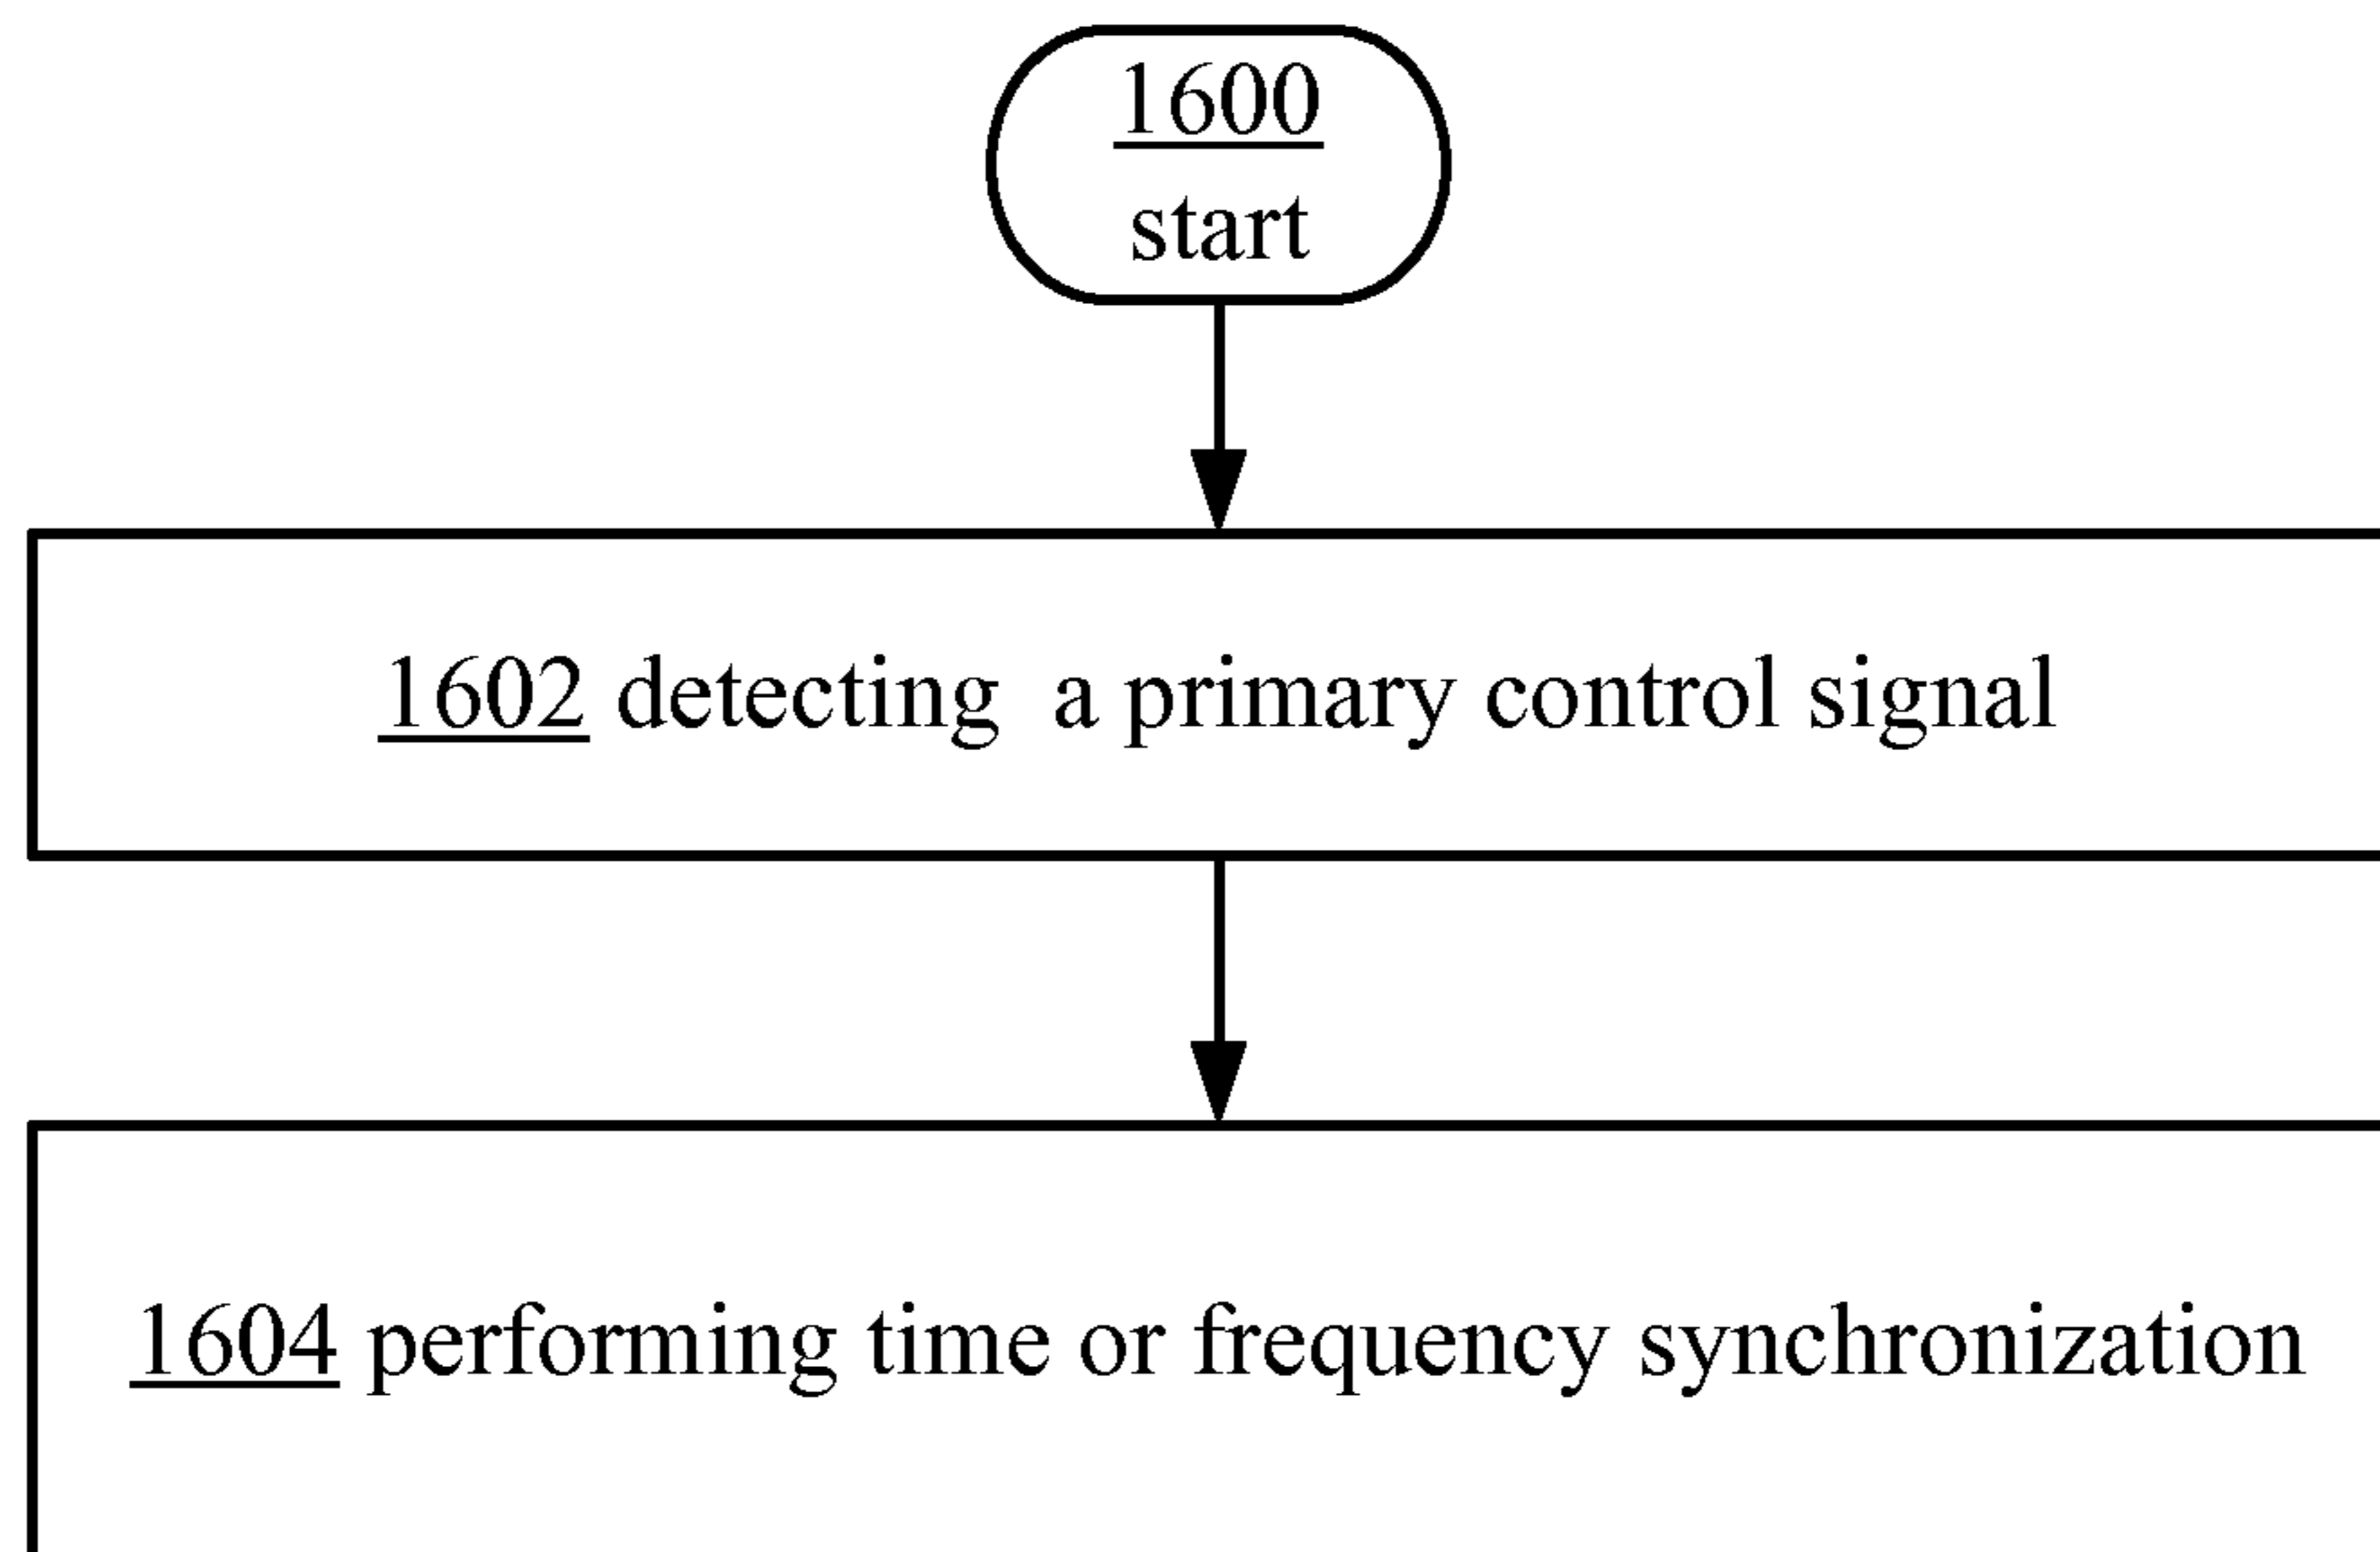 1600
start
1602 detecting a primary control signal
1604 performing time or frequency synchronization